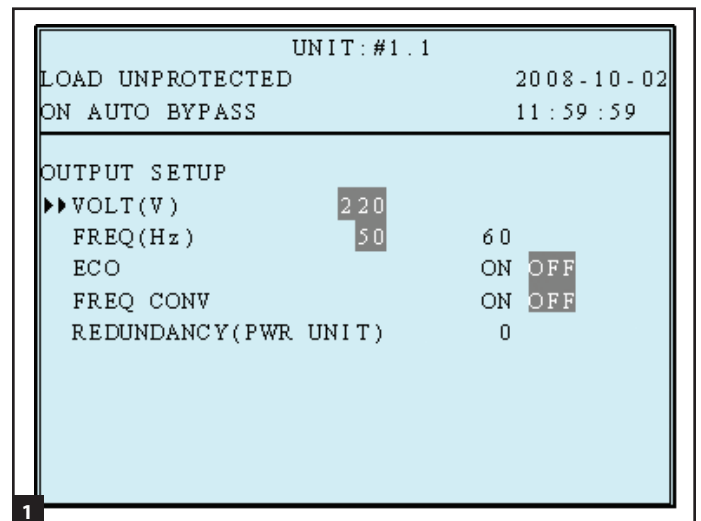 UNIT:#1.1
LOAD UNPROTECTED 2008-10-02
ON AUTO BYPASS 11:59:59
OUTPUT SETUP
VOLT(V) 220
FREQ(Hz) 50 60
ECO ON OFF
FREQ CONV ON OFF
REDUNDANCY(PWR UNIT) 0
1